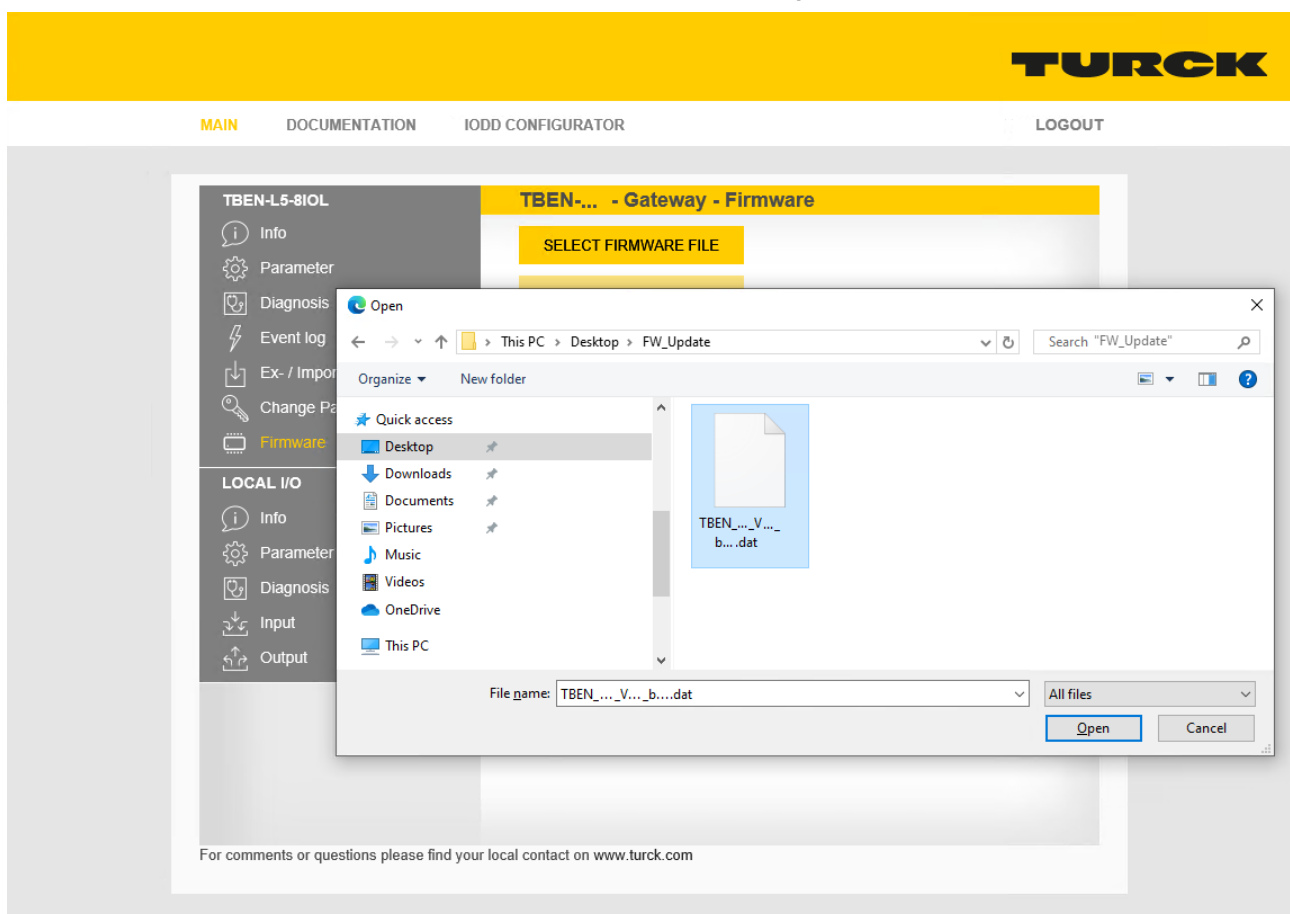 TURCK
MAIN DOCUMENTATION IODD CONFIGURATOR LOGOUT
TBEN-L5-8IOL
Info
Parameter
Diagnosis
Event log
Ex- / Impor
Change Pa
Firmware
LOCAL I/O
Info
Parameter
Diagnosis
Input
Output
TBEN-... - Gateway - Firmware
SELECT FIRMWARE FILE
Open
This PC > Desktop > FW_Update
Search "FW_Update"
Organize New folder
Quick access
Desktop
Downloads
Documents
Pictures
Music
Videos
OneDrive
This PC
TBEN_..._V..._
b....dat
File name: TBEN_..._V..._b....dat
All files
Open Cancel
For comments or questions please find your local contact on www.turck.com